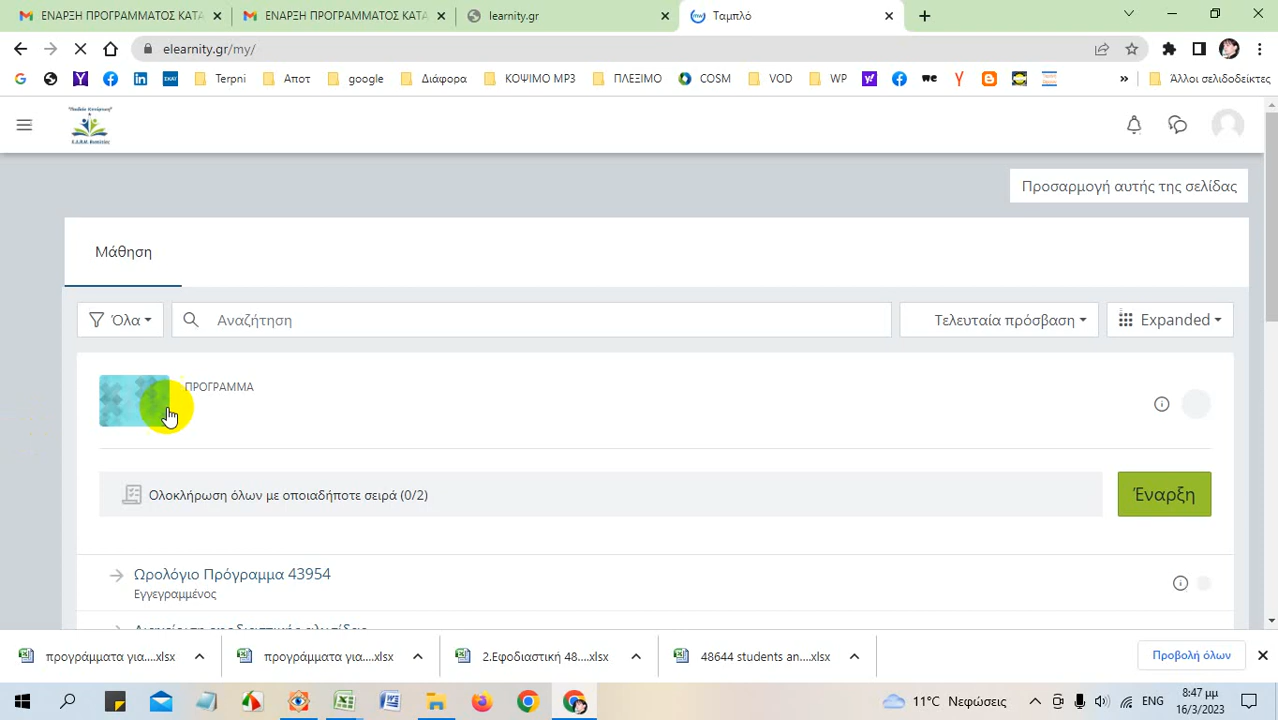 ΕΝΑΡΞΗ ΠΡΟΓΡΑΜΜΑΤΟΣ ΚΑΤΑ
ΕΝΑΡΞΗ ΠΡΟΓΡΑΜΜΑΤΟΣ ΚΑΤΑ
learnity.gr
Ταμπλό
elearnity.gr/my/
Terpni
Αποτ
google
Διάφορα
ΚΟΨΙΜΟ MP3
ΠΛΕΞΙΜΟ
COSM
VOD
WP
»
Άλλοι σελιδοδείκτες
Προσαρμογή αυτής της σελίδας
Μάθηση
Όλα
Αναζήτηση
Τελευταία πρόσβαση
Expanded
ΠΡΟΓΡΑΜΜΑ
Ολοκλήρωση όλων με οποιαδήποτε σειρά (0/2)
Έναρξη
Ωρολόγιο Πρόγραμμα 43954
Εγγεγραμμένος
Διαχείριση εφοδιαστικής αλυσίδας
προγράμματα για....xlsx
προγράμματα για....xlsx
2.Εφοδιαστική 48....xlsx
48644 students an....xlsx
Προβολή όλων
11°C Νεφώσεις
ENG
8:47 μμ
16/3/2023